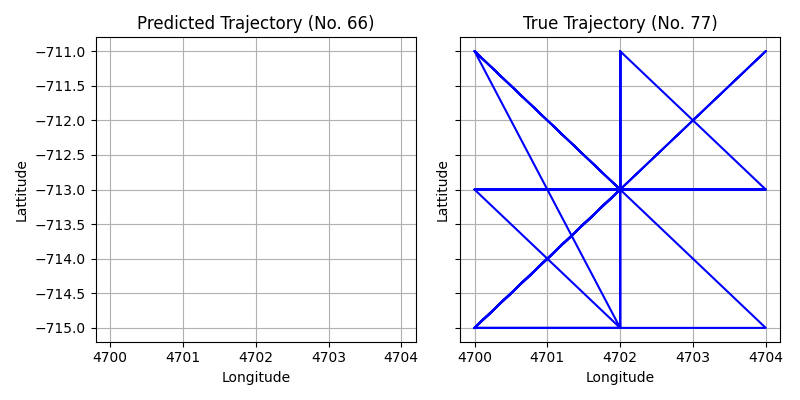 Predicted Trajectory (No. 66)
True Trajectory (No. 77)
−711.0
−711.5
−712.0
−712.5
−713.0
−713.5
−714.0
−714.5
−715.0
Lattitude
Lattitude
4700 4701 4702 4703 4704
4700 4701 4702 4703 4704
Longitude
Longitude